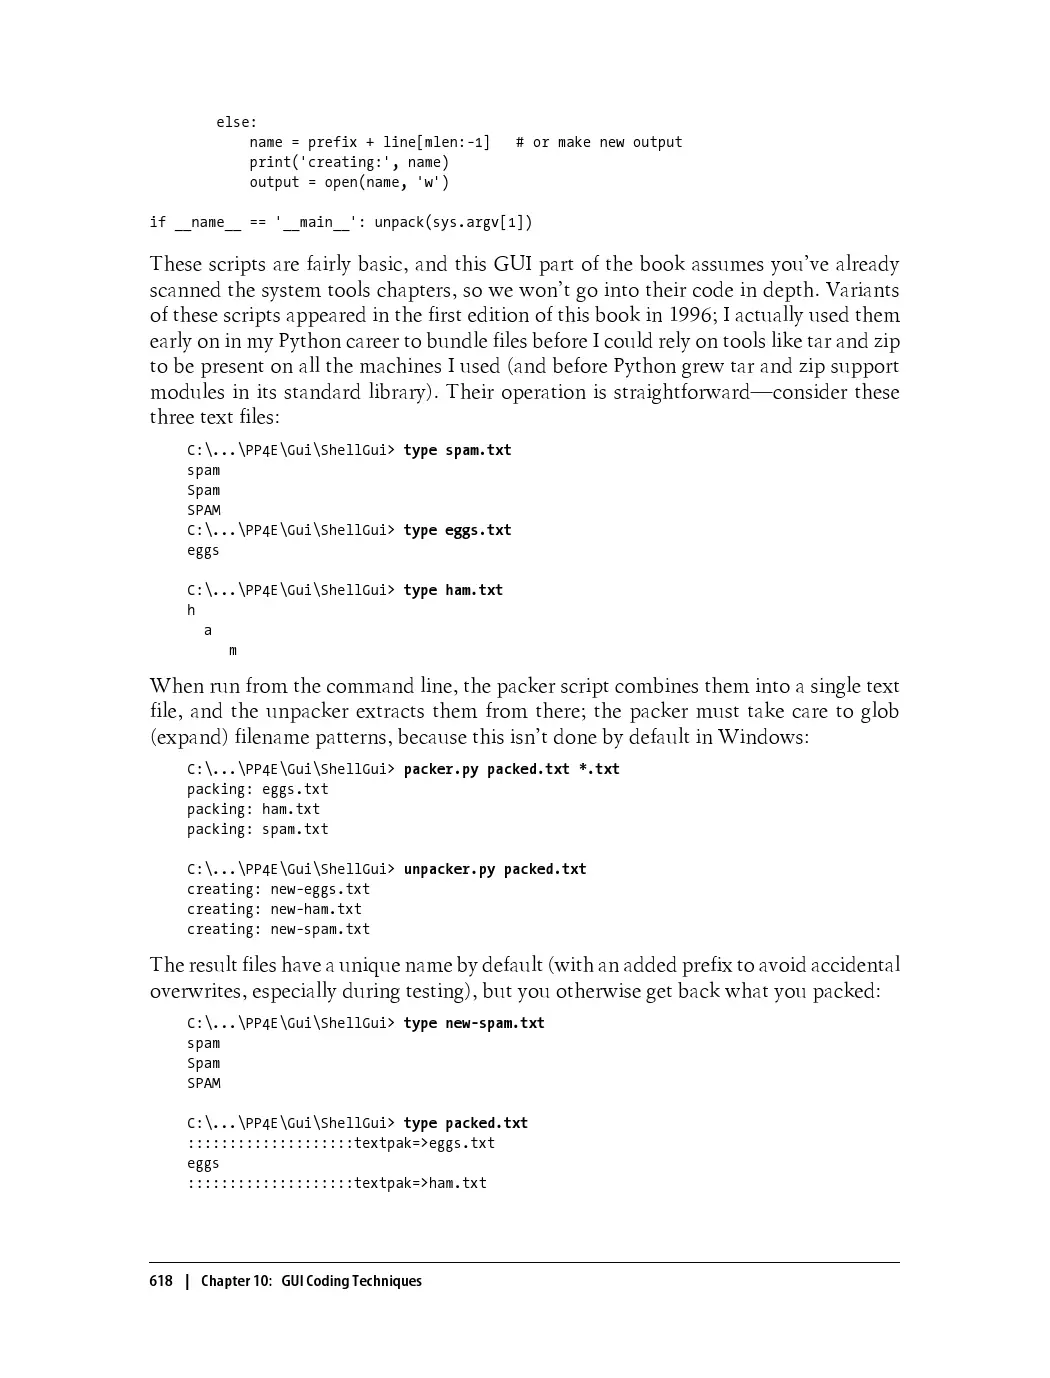 else:
            name = prefix + line[mlen:-1]   # or make new output
            print('creating:', name)
            output = open(name, 'w')
if __name__ == '__main__': unpack(sys.argv[1])
These scripts are fairly basic, and this GUI part of the book assumes you’ve already
scanned the system tools chapters, so we won’t go into their code in depth. Variants
of these scripts appeared in the first edition of this book in 1996; I actually used them
early on in my Python career to bundle files before I could rely on tools like tar and zip
to be present on all the machines I used (and before Python grew tar and zip support
modules in its standard library). Their operation is straightforward—consider these
three text files:
C:\...\PP4E\Gui\ShellGui> type spam.txt
spam
Spam
SPAM
C:\...\PP4E\Gui\ShellGui> type eggs.txt
eggs
C:\...\PP4E\Gui\ShellGui> type ham.txt
h
  a
     m
When run from the command line, the packer script combines them into a single text
file, and the unpacker extracts them from there; the packer must take care to glob
(expand) filename patterns, because this isn’t done by default in Windows:
C:\...\PP4E\Gui\ShellGui> packer.py packed.txt *.txt
packing: eggs.txt
packing: ham.txt
packing: spam.txt
C:\...\PP4E\Gui\ShellGui> unpacker.py packed.txt
creating: new-eggs.txt
creating: new-ham.txt
creating: new-spam.txt
The result files have a unique name by default (with an added prefix to avoid accidental
overwrites, especially during testing), but you otherwise get back what you packed:
C:\...\PP4E\Gui\ShellGui> type new-spam.txt
spam
Spam
SPAM
C:\...\PP4E\Gui\ShellGui> type packed.txt
::::::::::::::::::::textpak=>eggs.txt
eggs
::::::::::::::::::::textpak=>ham.txt
618 | Chapter 10: GUI Coding Techniques